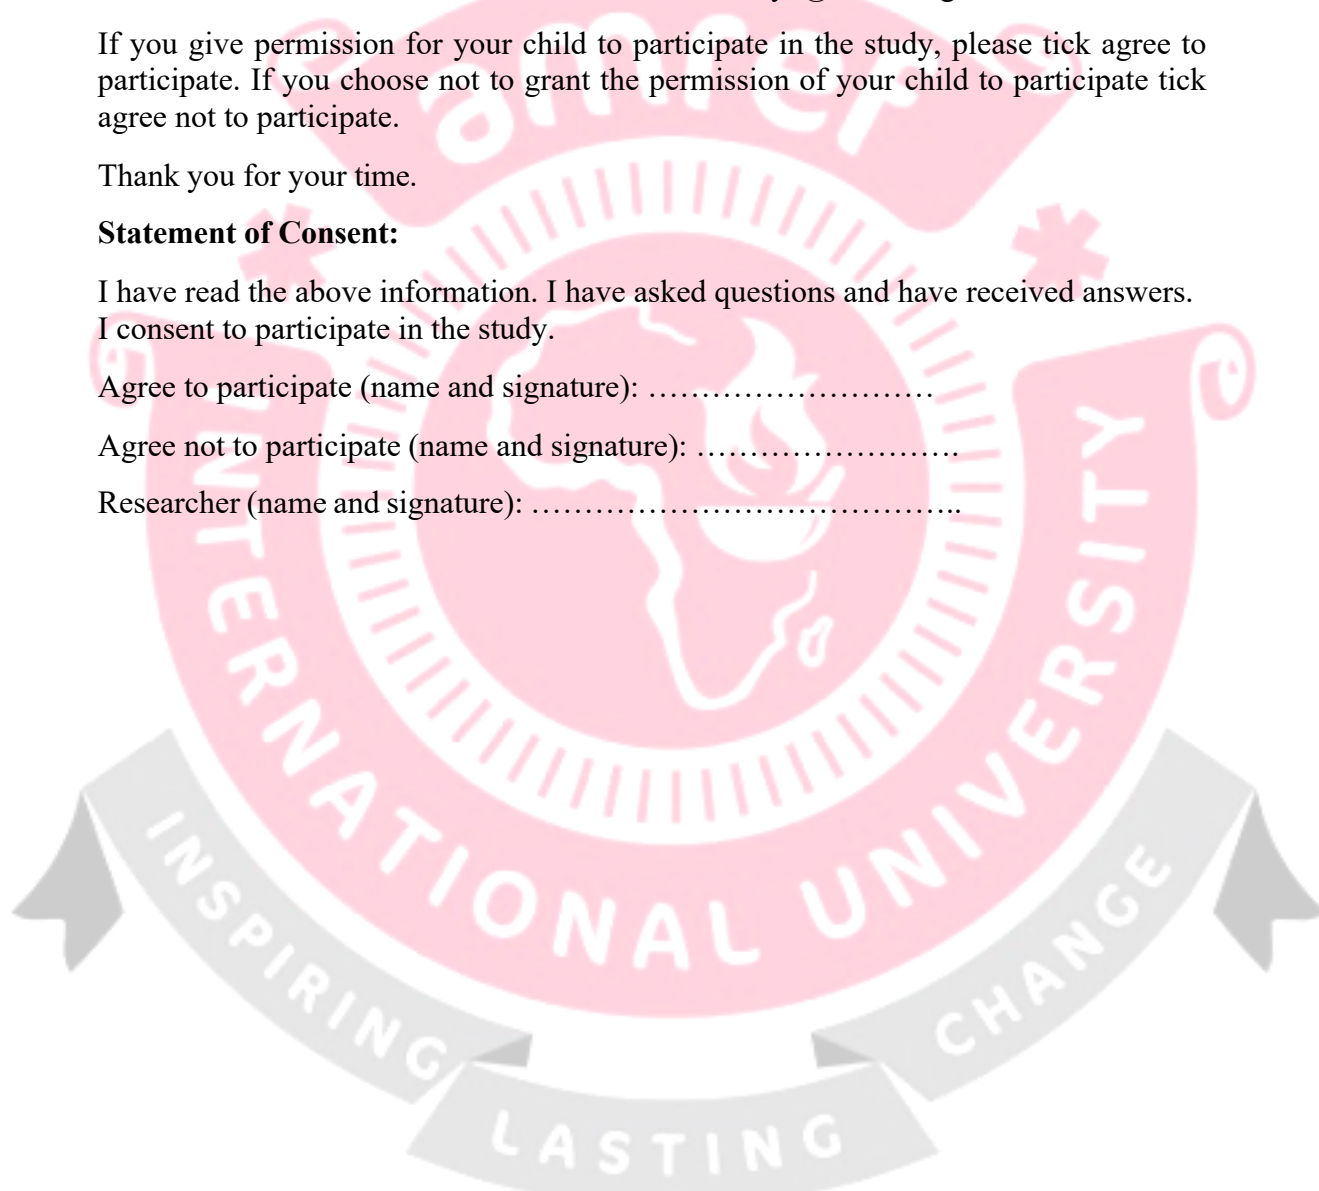 If you give permission for your child to participate in the study, please tick agree to
participate. If you choose not to grant the permission of your child to participate tick
agree not to participate.
Thank you for your time.
Statement of Consent:
I have read the above information. I have asked questions and have received answers.
I consent to participate in the study.
Agree to participate (name and signature): ………………………
Agree not to participate (name and signature): …………………….
Researcher (name and signature): …………………………………..
amref
INTERNATIONAL UNIVERSITY
INSPIRING
LASTING
CHANGE